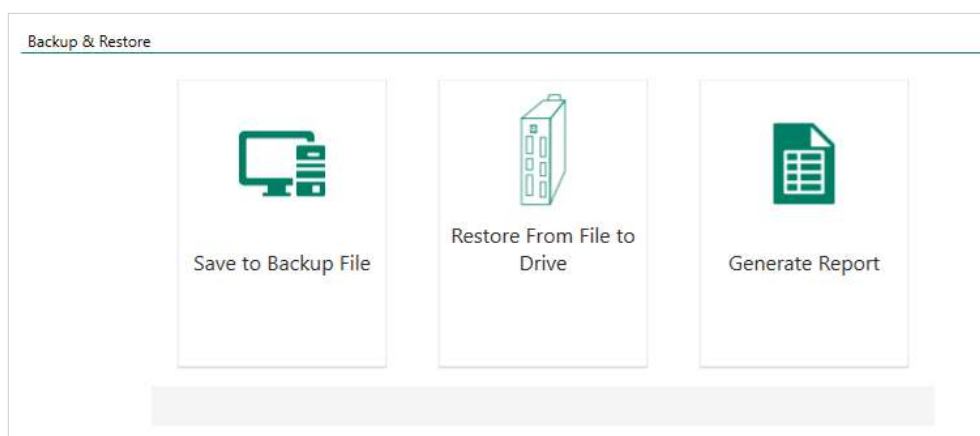 Backup & Restore
Save to Backup File
Restore From File to
Drive
Generate Report